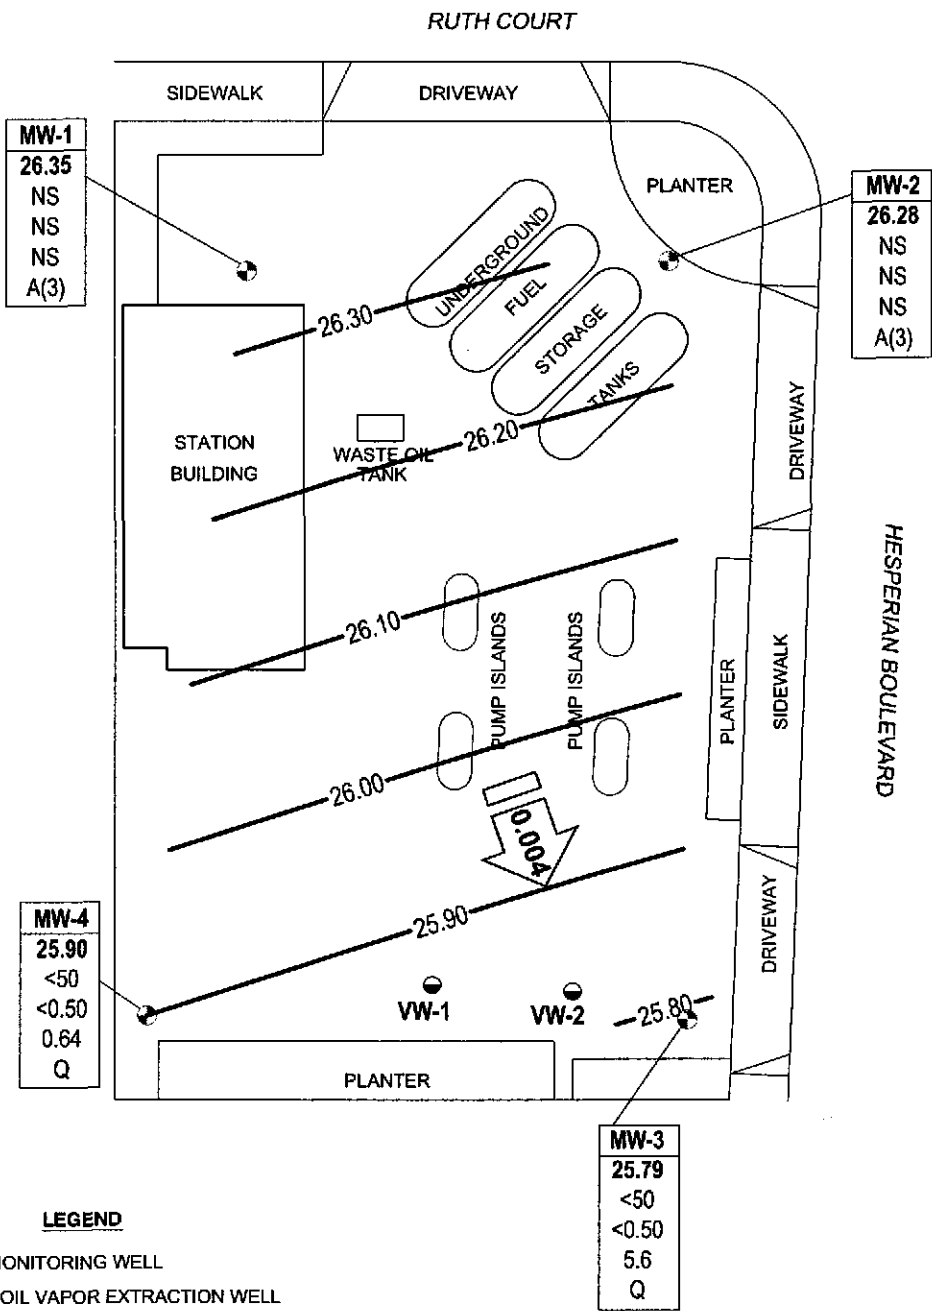 RUTH COURT
SIDEWALK
DRIVEWAY
MW-1
26.35
NS
NS
NS
A(3)
PLANTER
MW-2
26.28
NS
NS
NS
A(3)
UNDERGROUND
FUEL
STORAGE
TANKS
26.30
26.20
STATION
BUILDING
WASTE OIL
TANK
DRIVEWAY
HESPERIAN BOULEVARD
26.10
PUMP ISLANDS
PUMP ISLANDS
PLANTER
SIDEWALK
26.00
0.004
25.90
DRIVEWAY
MW-4
25.90
<50
<0.50
0.64
Q
VW-1
VW-2
25.80
PLANTER
MW-3
25.79
<50
<0.50
5.6
Q
LEGEND
ONITORING WELL
OIL VAPOR EXTRACTION WELL